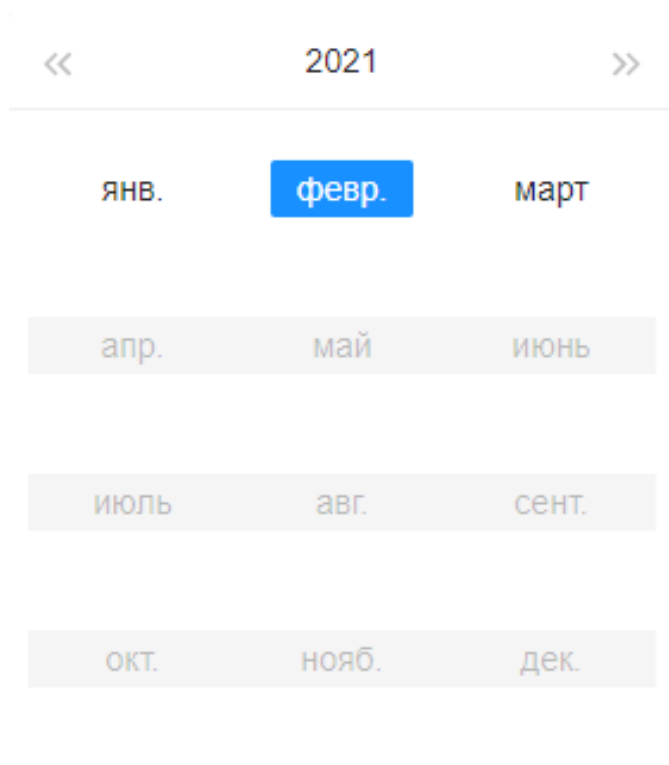 « 2021 »
янв. февр. март
апр. май июнь
июль авг. сент.
окт. нояб. дек.